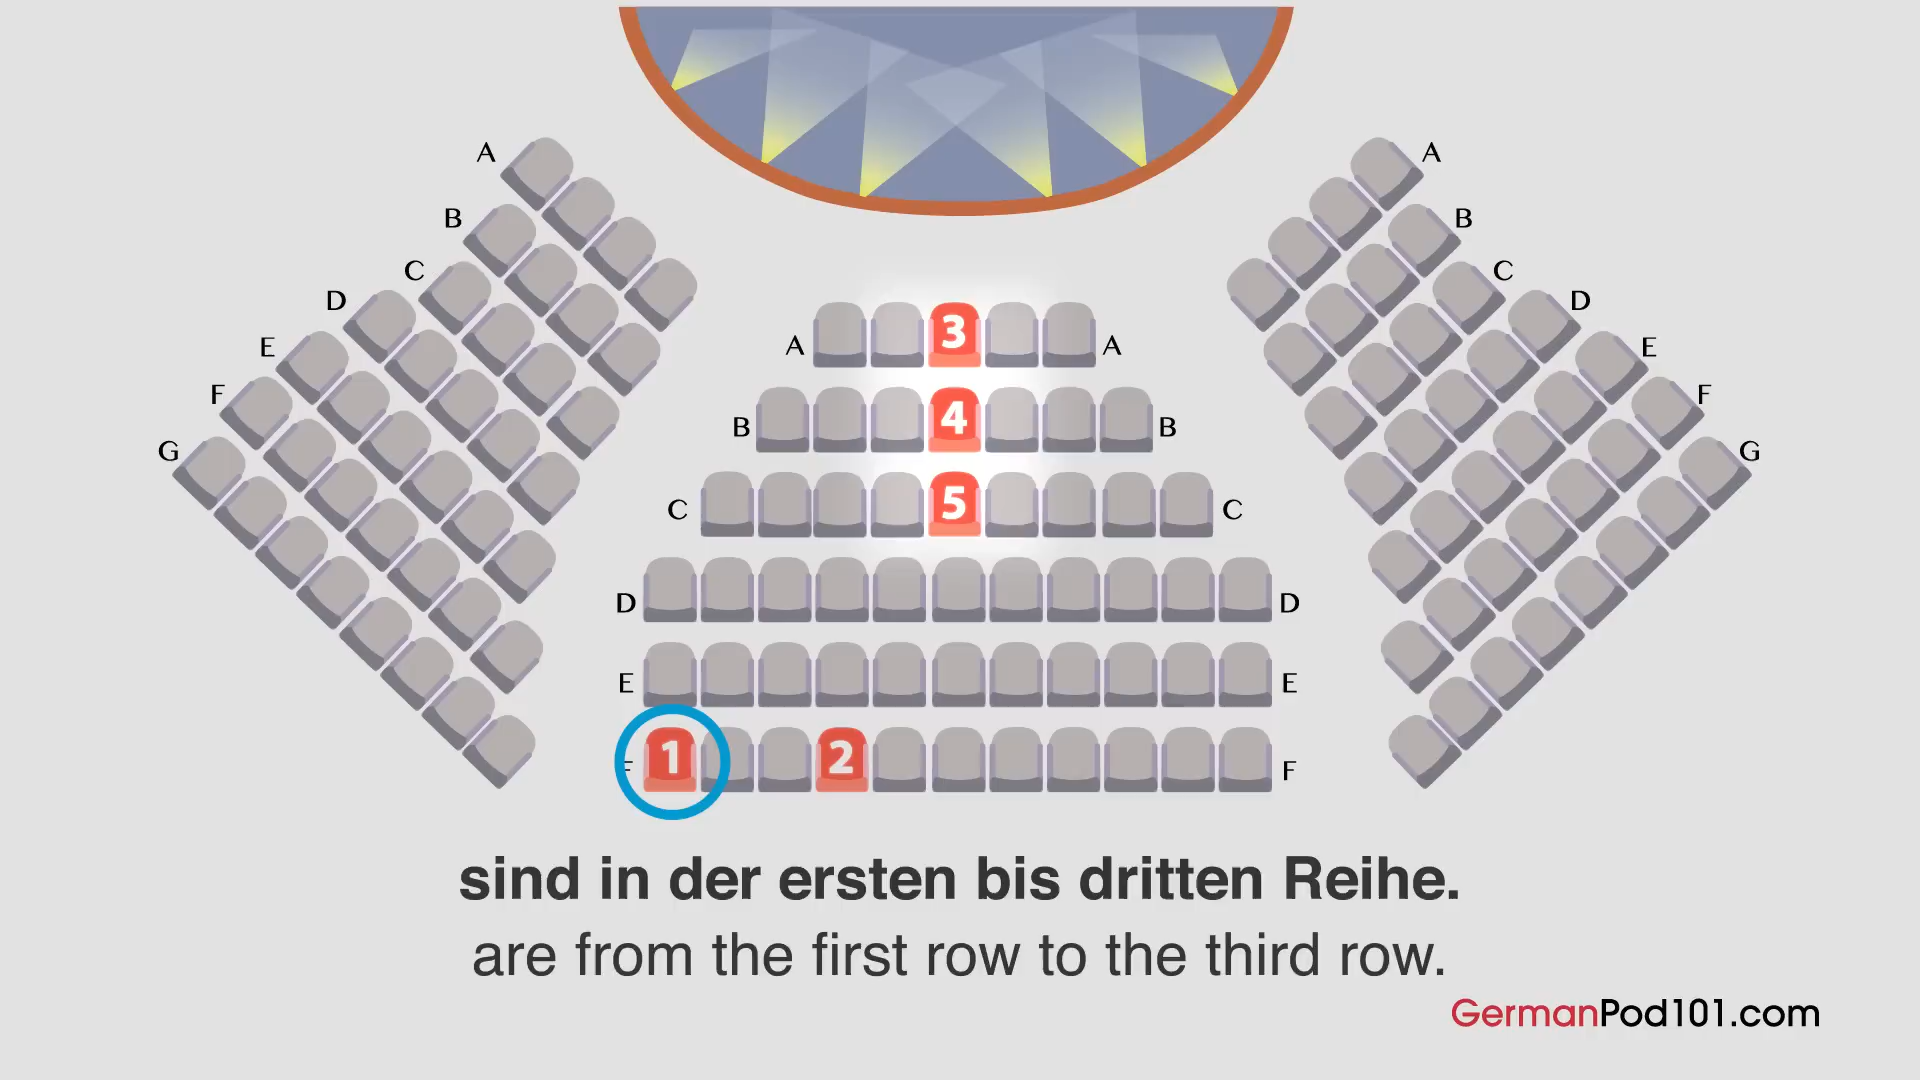 A
A
B
B
C
C
D
D
E
E
F
F
G
G
A 3 A
B 4 B
C 5 C
D D
E E
F 1 2 F
sind in der ersten bis dritten Reihe.
are from the first row to the third row.
GermanPod101.com